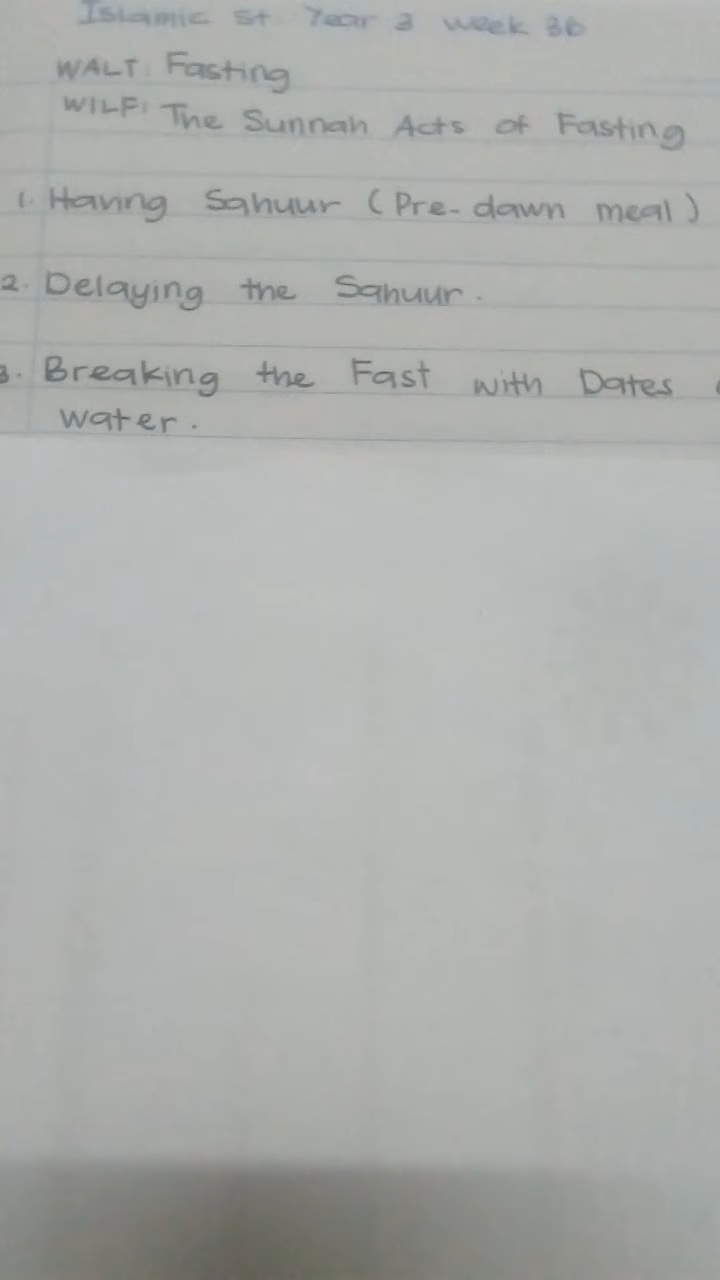 Islamic St Year 3 Week 3b
WALT: Fasting
WILF: The Sunnah Acts of Fasting
1. Having Sahuur (Pre-dawn meal)
2. Delaying the Sahuur.
3. Breaking the Fast with Dates
water.